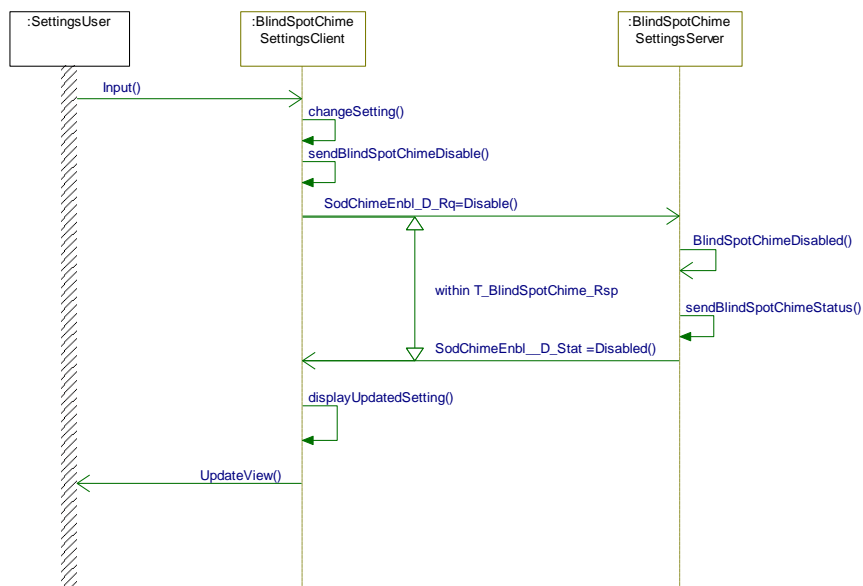 :SettingsUser
:BlindSpotChime
SettingsClient
:BlindSpotChime
SettingsServer
Input()
changeSetting()
sendBlindSpotChimeDisable()
SodChimeEnbl_D_Rq=Disable()
BlindSpotChimeDisabled()
within T_BlindSpotChime_Rsp
sendBlindSpotChimeStatus()
SodChimeEnbl__D_Stat =Disabled()
displayUpdatedSetting()
UpdateView()